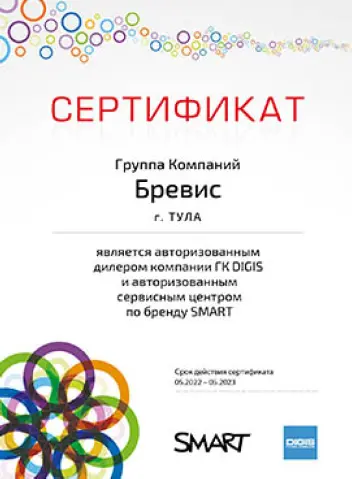 СЕРТИФИКАТ
Группа Компаний
Бревис
г. ТУЛА
является авторизованным
дилером компании ГК DIGIS
и авторизованным
сервисным центром
по бренду SMART
Срок действия сертификата
05.2022 – 05.2023
SMART
DIGIS